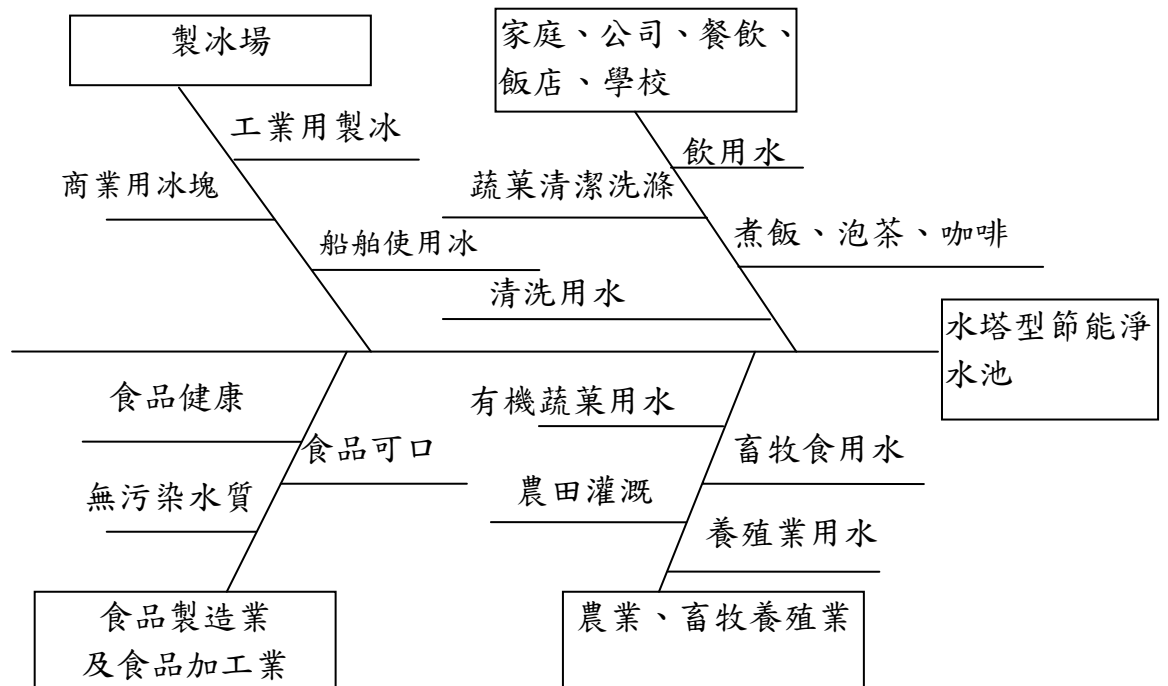 製冰場
家庭、公司、餐飲、
飯店、學校
工業用製冰
商業用冰塊
船舶使用冰
飲用水
蔬菓清潔洗滌
煮飯、泡茶、咖啡
清洗用水
水塔型節能淨
水池
食品健康
食品可口
無污染水質
有機蔬菓用水
畜牧食用水
農田灌溉
養殖業用水
食品製造業
及食品加工業
農業、畜牧養殖業